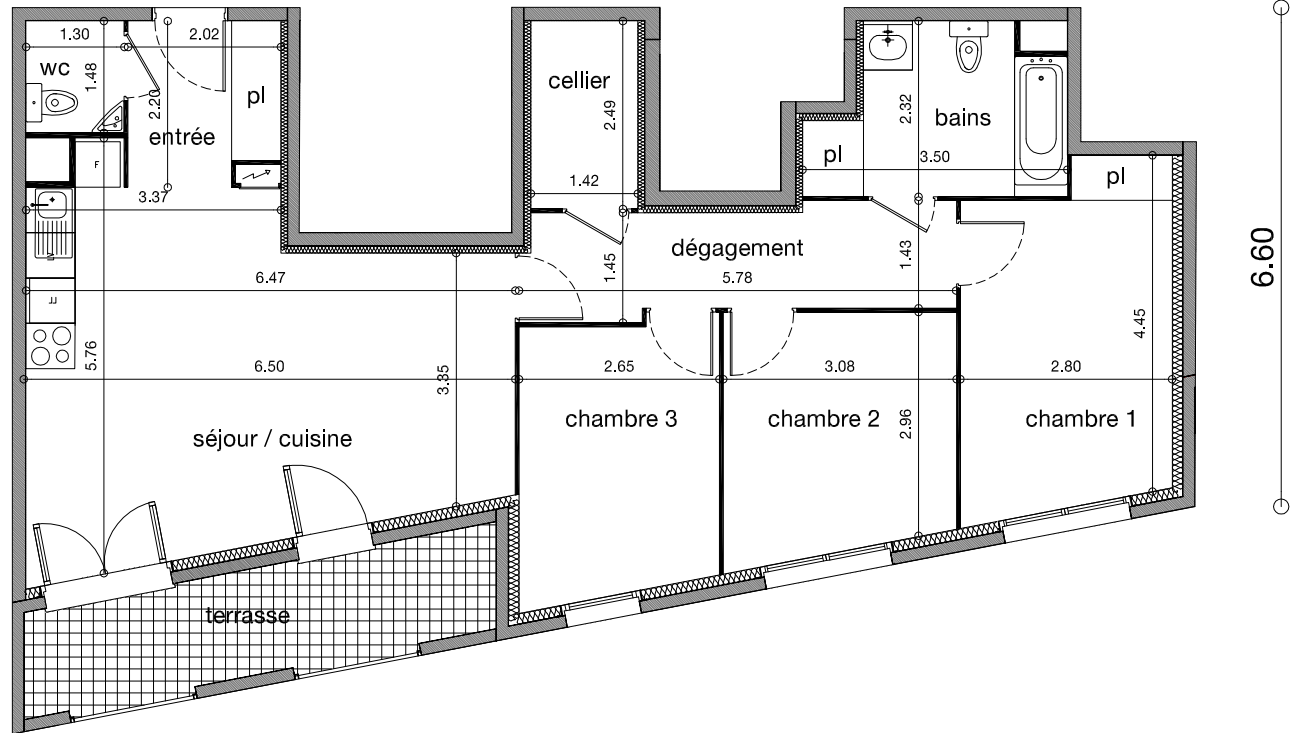 1.30
2.02
wc
1.48
2.20
pl
entrée
F
3.37
cellier
2.49
1.42
2.32
bains
pl
3.50
pl
dégagement
1.45
1.43
6.47
5.78
6.60
5.76
6.50
3.35
2.65
3.08
2.80
4.45
chambre 3
chambre 2
2.96
chambre 1
séjour / cuisine
terrasse